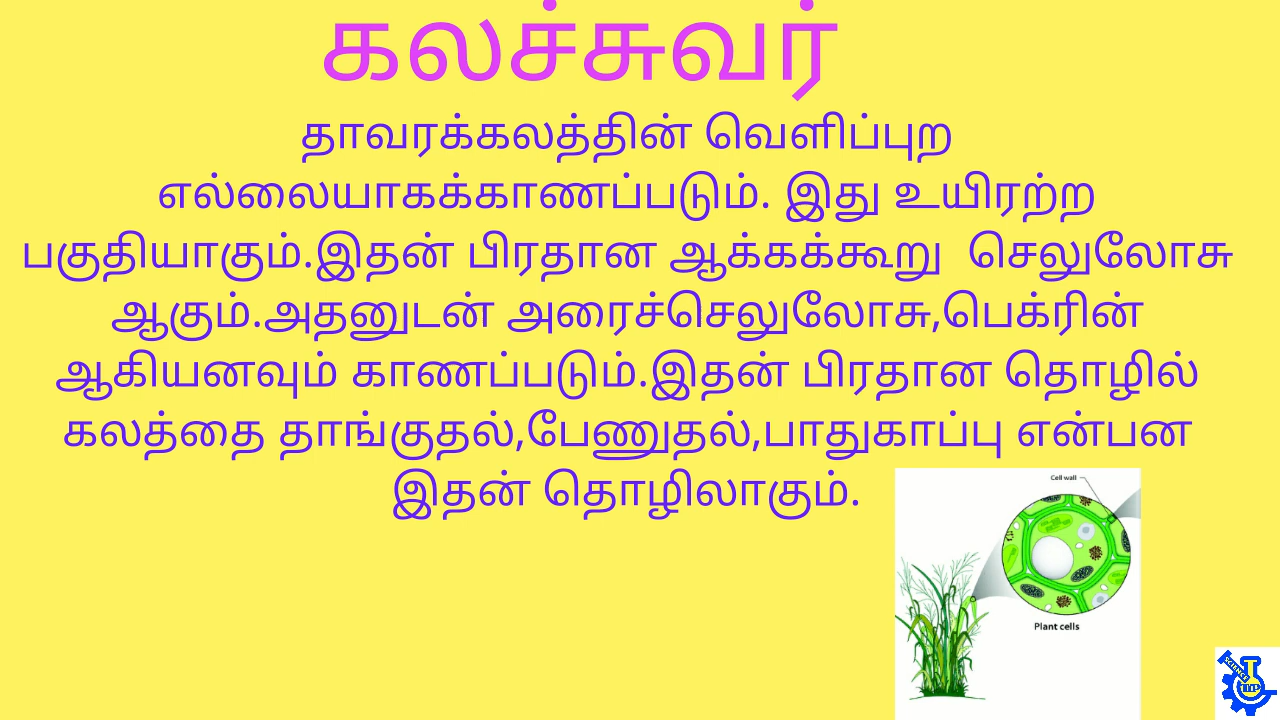 கலச்சுவர்
தாவரக்கலத்தின் வெளிப்புற
எல்லையாகக்காணப்படும். இது உயிரற்ற
பகுதியாகும்.இதன் பிரதான ஆக்கக்கூறு  செலுலோசு
ஆகும்.அதனுடன் அரைச்செலுலோசு,பெக்ரின்
ஆகியனவும் காணப்படும்.இதன் பிரதான தொழில்
கலத்தை தாங்குதல்,பேணுதல்,பாதுகாப்பு என்பன
இதன் தொழிலாகும்.
Cell wall
Plant cells